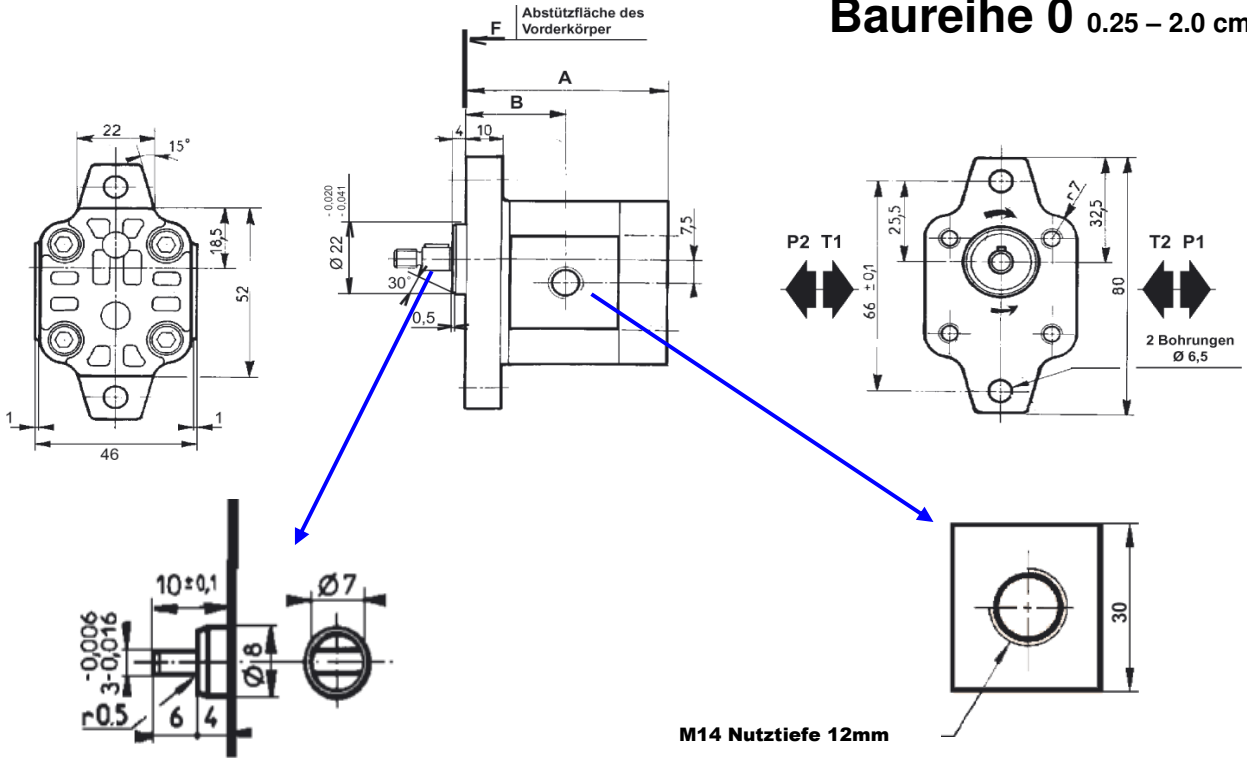 Baureihe 0 0.25 – 2.0 cm
Abstützfläche des
Vorderkörper
F
A
B
4
10
22
15°
18,5
52
1
1
46
-0,020
-0,041
Ø 22
30°
0,5
7,5
r7
25,5
32,5
66 ±0,1
80
P2 T1
T2 P1
2 Bohrungen
Ø 6,5
10±0,1
Ø7
-0,006
3-0,016
Ø8
r0.5
6
4
30
M14 Nutztiefe 12mm